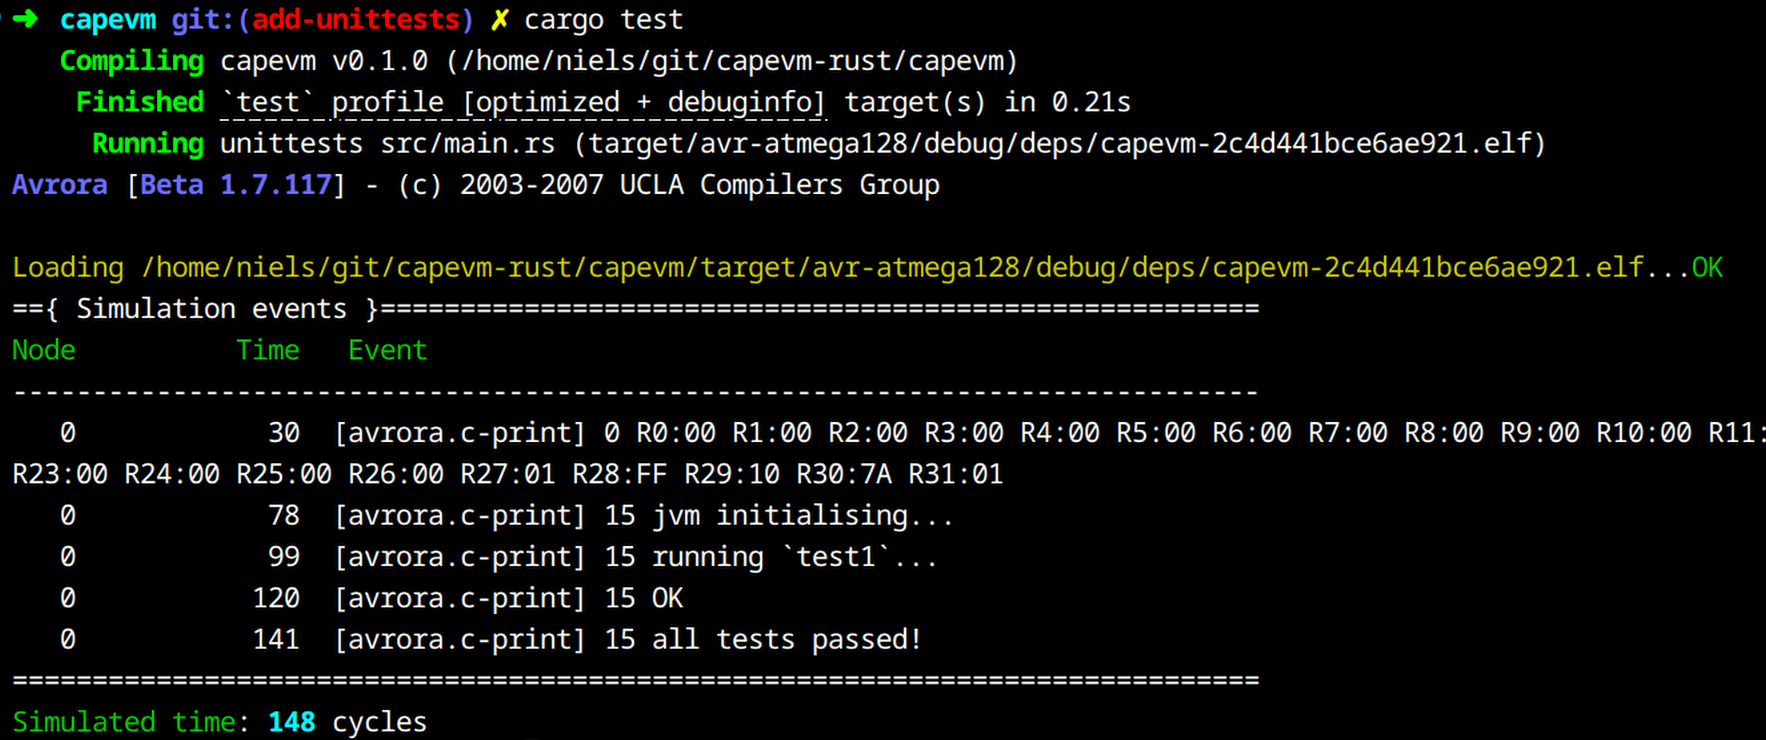 ➜ capevm git:(add-unittests) ✗ cargo test
Compiling capevm v0.1.0 (/home/niels/git/capevm-rust/capevm)
Finished `test` profile [optimized + debuginfo] target(s) in 0.21s
Running unittests src/main.rs (target/avr-atmega128/debug/deps/capevm-2c4d441bce6ae921.elf)
Avrora [Beta 1.7.117] - (c) 2003-2007 UCLA Compilers Group
Loading /home/niels/git/capevm-rust/capevm/target/avr-atmega128/debug/deps/capevm-2c4d441bce6ae921.elf...OK
=={ Simulation events }=======================================================
Node Time Event
------------------------------------------------------------------------------
0 30 [avrora.c-print] 0 R0:00 R1:00 R2:00 R3:00 R4:00 R5:00 R6:00 R7:00 R8:00 R9:00 R10:00 R11:
R23:00 R24:00 R25:00 R26:00 R27:01 R28:FF R29:10 R30:7A R31:01
0 78 [avrora.c-print] 15 jvm initialising...
0 99 [avrora.c-print] 15 running `test1`...
0 120 [avrora.c-print] 15 OK
0 141 [avrora.c-print] 15 all tests passed!
==============================================================================
Simulated time: 148 cycles